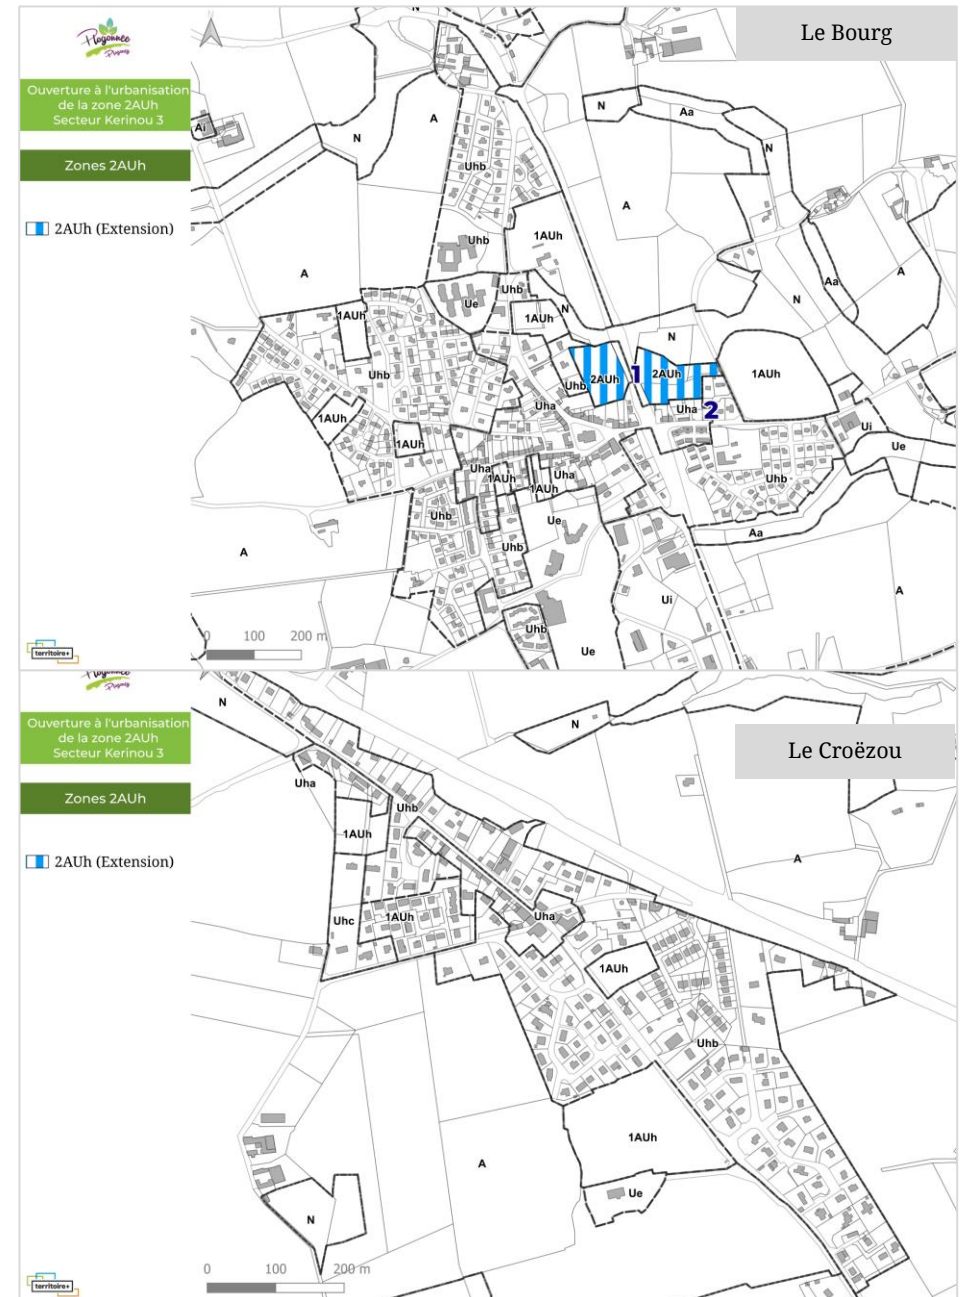 Le Bourg
Plogonnec
Plogoneg
Ouverture à l'urbanisation
de la zone 2AUh
Secteur Kerinou 3
Zones 2AUh
2AUh (Extension)
N
Aa
A
N
Ai
N
Uhb
A
1AUh
Uhb
A
Aa
A
N
Uhb
Ue
1AUh
N
1AUh
N
2AUh
1
2AUh
1AUh
Uhb
Uhb
Uha
Uha
2
1AUh
Ui
1AUh
Ue
Uha
1AUh
Uha
1AUh
Uhb
Uhb
Ue
Aa
Uhb
A
A
Ui
Uhb
Ue
0 100 200 m
territoire+
Plogonnec
Plogoneg
Ouverture à l'urbanisation
de la zone 2AUh
Secteur Kerinou 3
Zones 2AUh
2AUh (Extension)
Le Croëzou
N
N
Uha
Uhb
1AUh
A
Uhc
1AUh
Uha
1AUh
Uhb
1AUh
A
Ue
N
0 100 200 m
territoire+